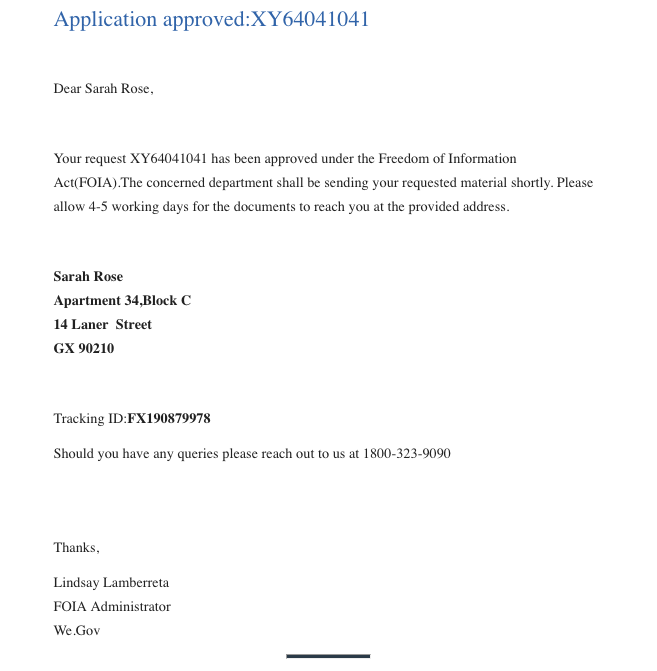 Application approved:XY64041041
Dear Sarah Rose,
Your request XY64041041 has been approved under the Freedom of Information
Act(FOIA).The concerned department shall be sending your requested material shortly. Please
allow 4-5 working days for the documents to reach you at the provided address.
Sarah Rose
Apartment 34,Block C
14 Laner  Street
GX 90210
Tracking ID:FX190879978
Should you have any queries please reach out to us at 1800-323-9090
Thanks,
Lindsay Lamberreta
FOIA Administrator
We.Gov